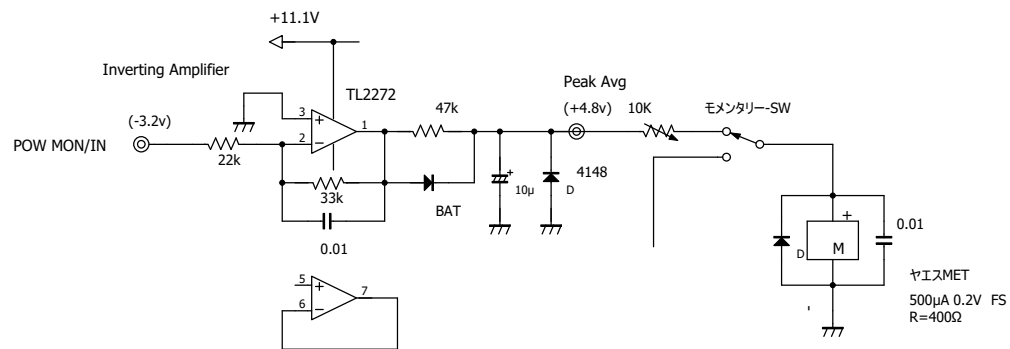 +11.1V
Inverting Amplifier
TL2272
Peak Avg
(-3.2v)
3
+
1
47k
(+4.8v)
10K
モメンタリー-SW
POW MON/IN
2
−
22k
33k
BAT
+
10μ
D
4148
0.01
+
M
D
0.01
5
+
7
6
−
ヤエスMET
500μA 0.2V FS
R=400Ω